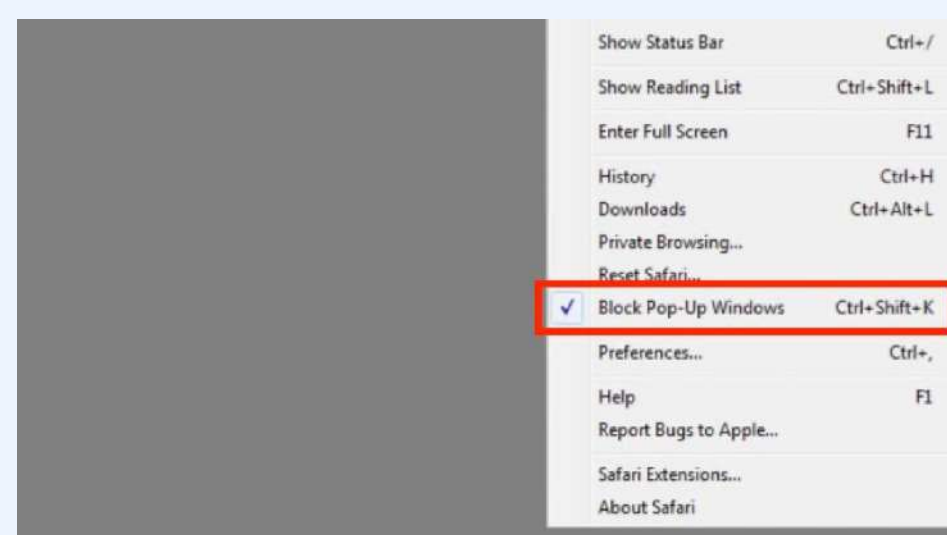 Show Status Bar Ctrl+/
Show Reading List Ctrl+Shift+L
Enter Full Screen F11
History Ctrl+H
Downloads Ctrl+Alt+L
Private Browsing...
Reset Safari...
Block Pop-Up Windows Ctrl+Shift+K
Preferences... Ctrl+,
Help F1
Report Bugs to Apple...
Safari Extensions...
About Safari